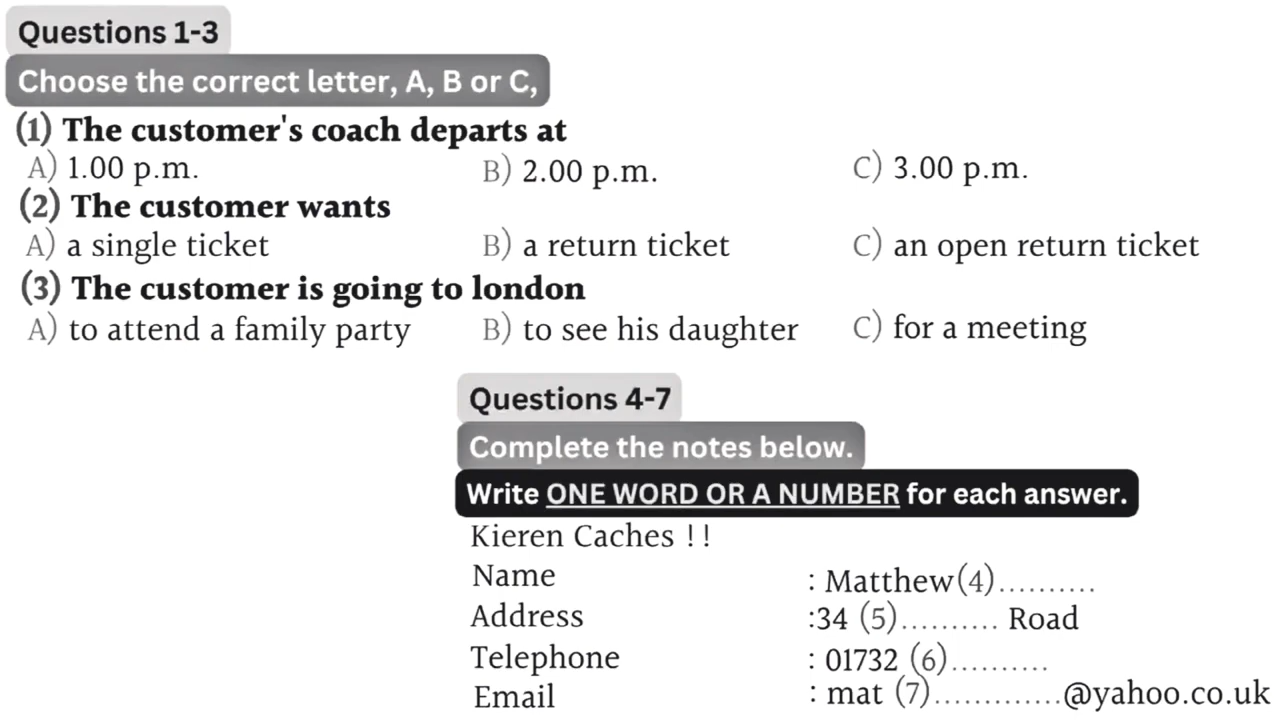 Questions 1-3
Choose the correct letter, A, B or C,
(1) The customer's coach departs at
A) 1.00 p.m. B) 2.00 p.m. C) 3.00 p.m.
(2) The customer wants
A) a single ticket B) a return ticket C) an open return ticket
(3) The customer is going to london
A) to attend a family party B) to see his daughter C) for a meeting
Questions 4-7
Complete the notes below.
Write ONE WORD OR A NUMBER for each answer.
Kieren Caches !!
Name : Matthew(4)..........
Address :34 (5).......... Road
Telephone : 01732 (6)..........
Email : mat (7).............@yahoo.co.uk